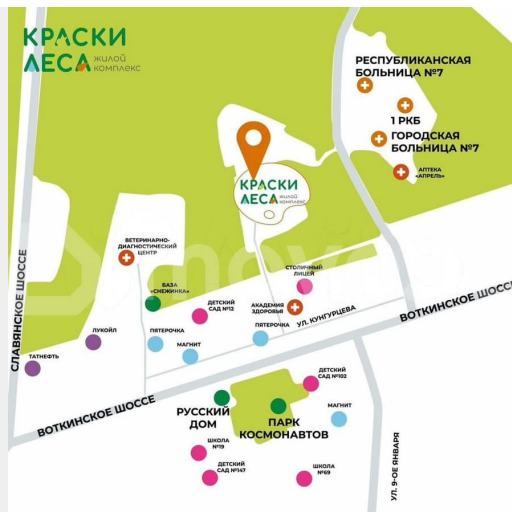 КРАСКИ
ЛЕСА
жилой
комплекс
РЕСПУБЛИКАНСКАЯ
БОЛЬНИЦА №7
1 РКБ
ГОРОДСКАЯ
БОЛЬНИЦА №7
АПТЕКА
«АПРЕЛЬ»
КРАСКИ
ЛЕСА
жилой
комплекс
ВЕТЕРИНАРНО-
ДИАГНОСТИЧЕСКИЙ
ЦЕНТР
СТОЛИЧНЫЙ
ЛИЦЕЙ
БАЗА
«СНЕЖИНКА»
ДЕТСКИЙ
САД №12
АКАДЕМИЯ
ЗДОРОВЬЯ
УЛ. КУНГУРЦЕВА
ВОТКИНСКОЕ ШОССЕ
СЛАВЯНСКОЕ ШОССЕ
ЛУКОЙЛ
ПЯТЕРОЧКА
МАГНИТ
ПЯТЕРОЧКА
ТАТНЕФТЬ
ВОТКИНСКОЕ ШОССЕ
ДЕТСКИЙ
САД №102
РУССКИЙ
ДОМ
ПАРК
КОСМОНАВТОВ
МАГНИТ
ШКОЛА
№19
ДЕТСКИЙ
САД №147
ШКОЛА
№69
УЛ. 9-ОЕ ЯНВАРЯ